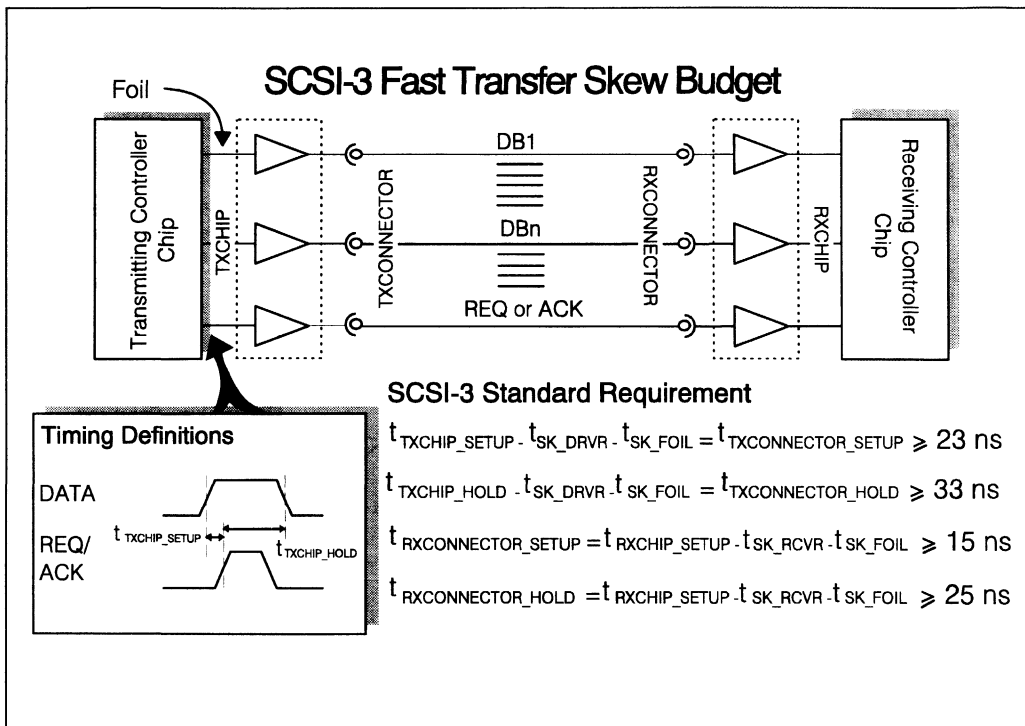 SCSI-3 Fast Transfer Skew Budget
Foil
Transmitting Controller
Chip
TXCHIP
TXCONNECTOR
DB1
DBn
REQ or ACK
RXCONNECTOR
RXCHIP
Receiving Controller
Chip
Timing Definitions
DATA
t TXCHIP_SETUP
REQ/
ACK
t TXCHIP_HOLD
SCSI-3 Standard Requirement
t TXCHIP_SETUP - t SK_DRVR - t SK_FOIL = t TXCONNECTOR_SETUP ⩾ 23 ns
t TXCHIP_HOLD - t SK_DRVR - t SK_FOIL = t TXCONNECTOR_HOLD ⩾ 33 ns
t RXCONNECTOR_SETUP = t RXCHIP_SETUP - t SK_RCVR - t SK_FOIL ⩾ 15 ns
t RXCONNECTOR_HOLD = t RXCHIP_SETUP - t SK_RCVR - t SK_FOIL ⩾ 25 ns